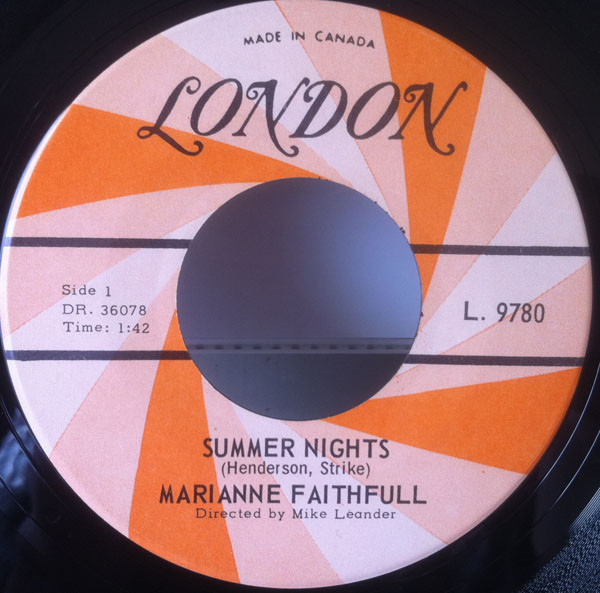 MADE IN CANADA
LONDON
Side 1
DR. 36078
Time: 1:42
L. 9780
SUMMER NIGHTS
(Henderson, Strike)
MARIANNE FAITHFULL
Directed by Mike Leander